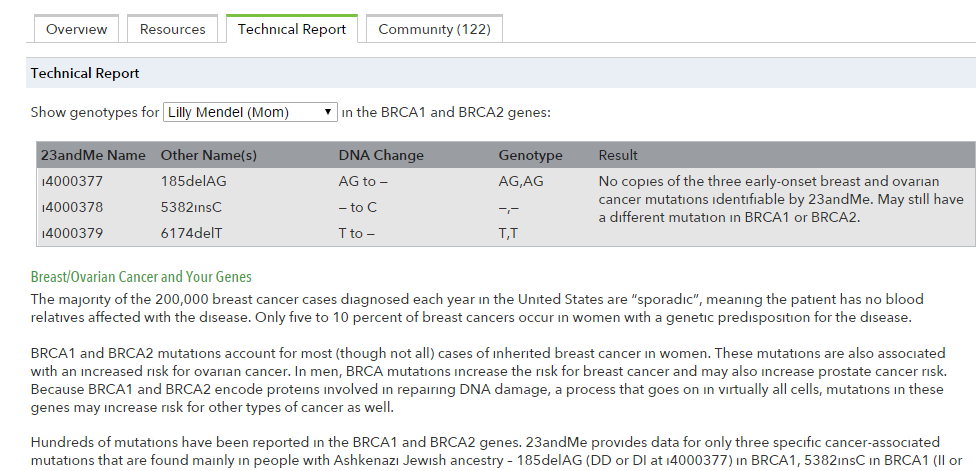 Overview Resources Technical Report Community (122)
Technical Report
Show genotypes for Lilly Mendel (Mom) in the BRCA1 and BRCA2 genes:
23andMe Name Other Name(s) DNA Change Genotype Result
i4000377 185delAG AG to – AG,AG No copies of the three early-onset breast and ovarian
i4000378 5382insC – to C –,– cancer mutations identifiable by 23andMe. May still have
a different mutation in BRCA1 or BRCA2.
i4000379 6174delT T to – T,T
Breast/Ovarian Cancer and Your Genes
The majority of the 200,000 breast cancer cases diagnosed each year in the United States are “sporadic”, meaning the patient has no blood
relatives affected with the disease. Only five to 10 percent of breast cancers occur in women with a genetic predisposition for the disease.
BRCA1 and BRCA2 mutations account for most (though not all) cases of inherited breast cancer in women. These mutations are also associated
with an increased risk for ovarian cancer. In men, BRCA mutations increase the risk for breast cancer and may also increase prostate cancer risk.
Because BRCA1 and BRCA2 encode proteins involved in repairing DNA damage, a process that goes on in virtually all cells, mutations in these
genes may increase risk for other types of cancer as well.
Hundreds of mutations have been reported in the BRCA1 and BRCA2 genes. 23andMe provides data for only three specific cancer-associated
mutations that are found mainly in people with Ashkenazi Jewish ancestry – 185delAG (DD or DI at i4000377) in BRCA1, 5382insC in BRCA1 (II or